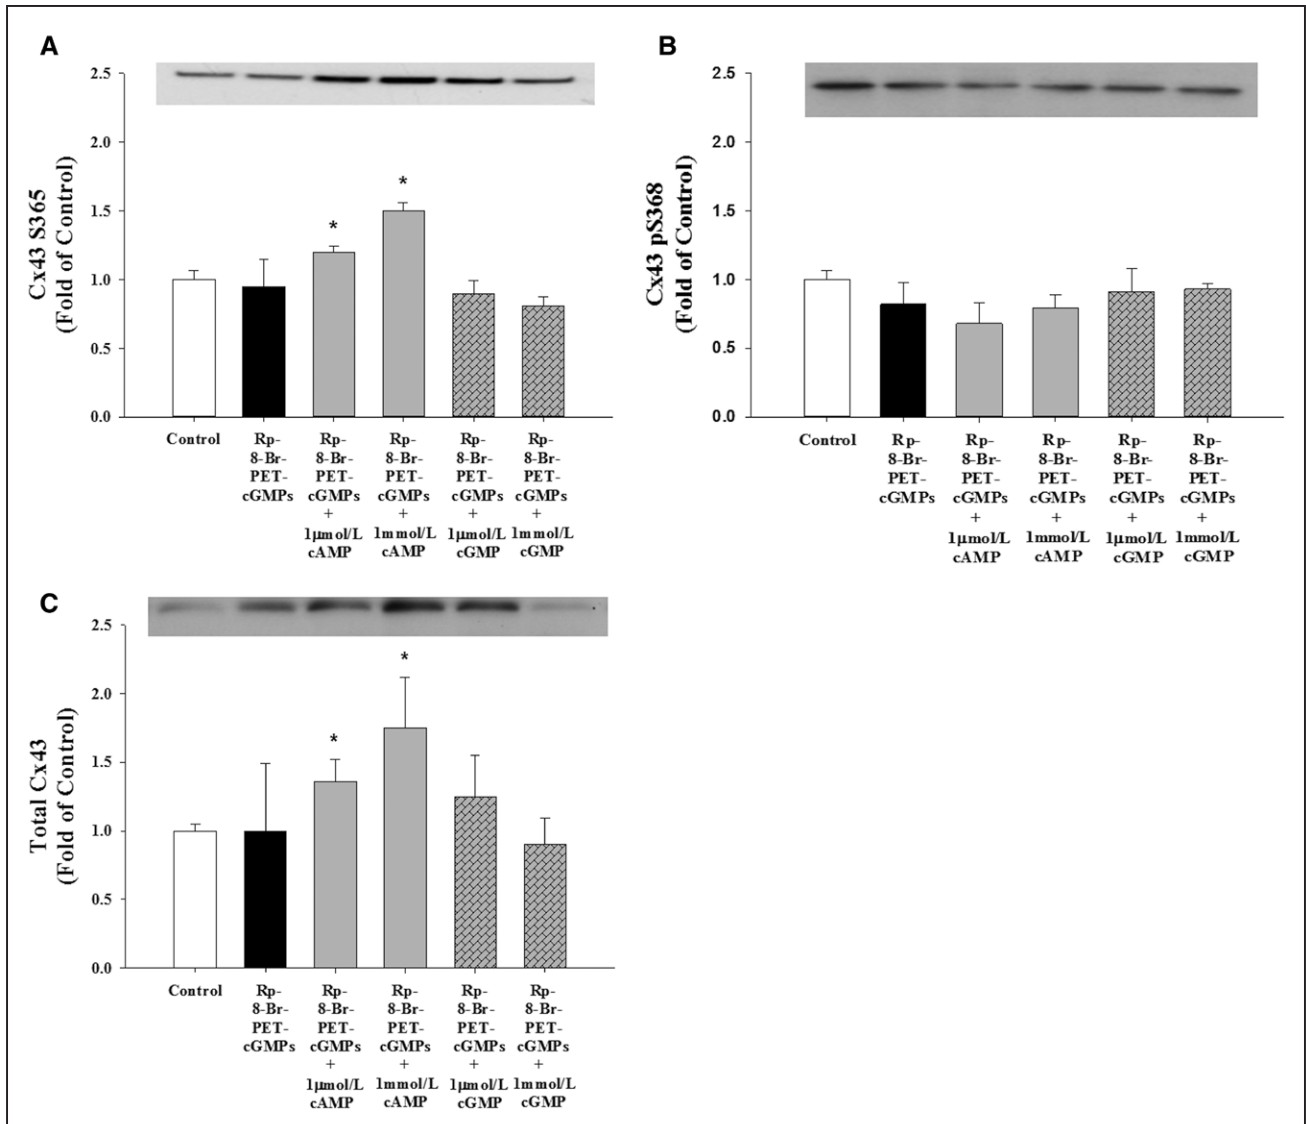 A
2.5
2.0
1.5
1.0
0.5
0.0
Cx43 S365
(Fold of Control)
*
*
Control
Rp-
8-Br-
PET-
cGMPs
Rp-
8-Br-
PET-
cGMPs
+
1μmol/L
cAMP
Rp-
8-Br-
PET-
cGMPs
+
1mmol/L
cAMP
Rp-
8-Br-
PET-
cGMPs
+
1μmol/L
cGMP
Rp-
8-Br-
PET-
cGMPs
+
1mmol/L
cGMP
B
2.5
2.0
1.5
1.0
0.5
0.0
Cx43 pS368
(Fold of Control)
Control
Rp-
8-Br-
PET-
cGMPs
Rp-
8-Br-
PET-
cGMPs
+
1μmol/L
cAMP
Rp-
8-Br-
PET-
cGMPs
+
1mmol/L
cAMP
Rp-
8-Br-
PET-
cGMPs
+
1μmol/L
cGMP
Rp-
8-Br-
PET-
cGMPs
+
1mmol/L
cGMP
C
2.5
2.0
1.5
1.0
0.5
0.0
Total Cx43
(Fold of Control)
*
*
Control
Rp-
8-Br-
PET-
cGMPs
Rp-
8-Br-
PET-
cGMPs
+
1μmol/L
cAMP
Rp-
8-Br-
PET-
cGMPs
+
1mmol/L
cAMP
Rp-
8-Br-
PET-
cGMPs
+
1μmol/L
cGMP
Rp-
8-Br-
PET-
cGMPs
+
1mmol/L
cGMP